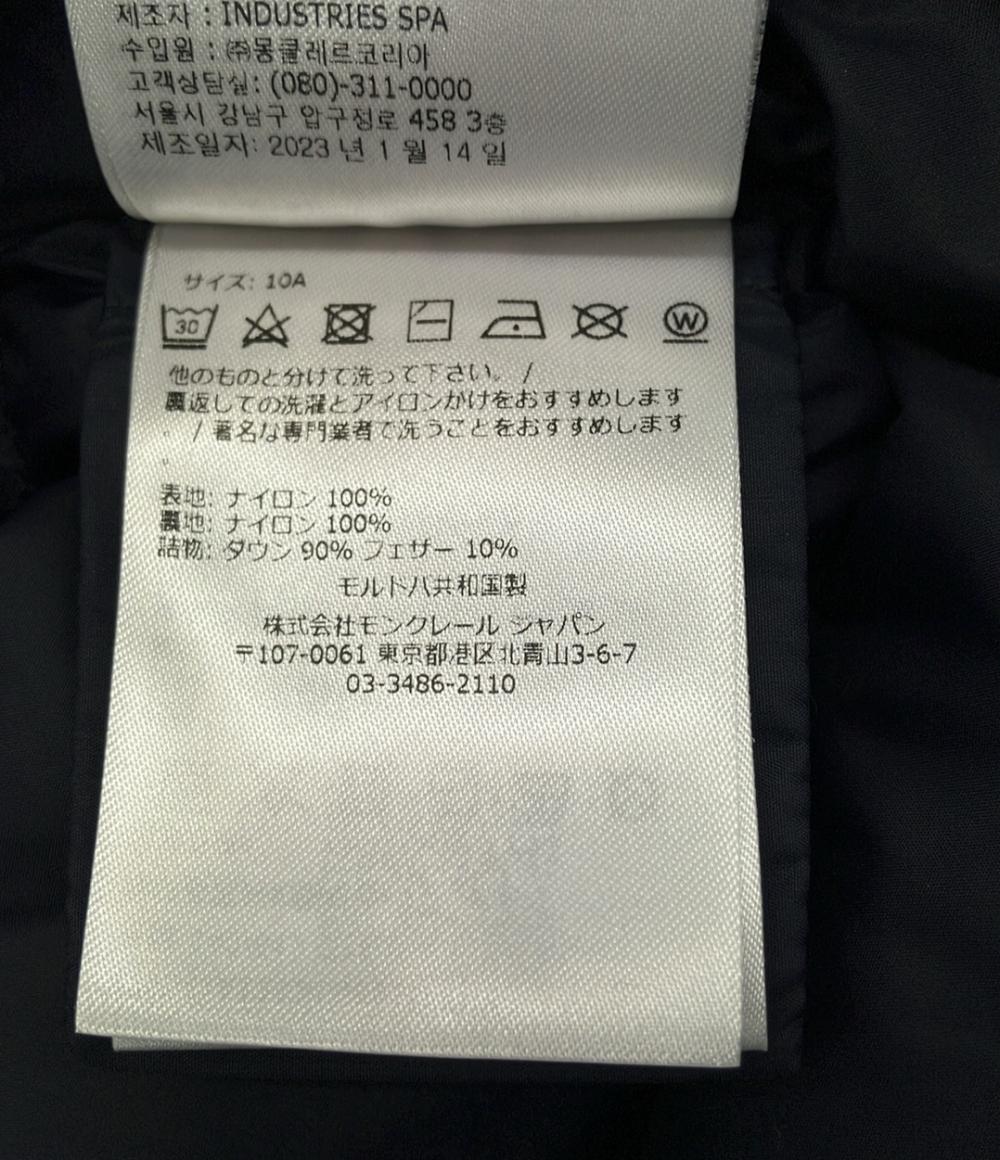 제조자 : INDUSTRIES SPA
수입원 : ㈜몽클레르코리아
고객상담실: (080)-311-0000
서울시 강남구 압구정로 458 3층
제조일자: 2023 년 1 월 14 일
サイズ: 10A
30 W
他のものと分けて洗って下さい。 /
裏返しての洗濯とアイロンかけをおすすめします
。 / 著名な専門業者で洗うことをおすすめします
。
表地: ナイロン 100%
裏地: ナイロン 100%
詰物: ダウン 90% フェザー 10%
モルドバ共和国製
株式会社モンクレール ジャパン
〒107-0061 東京都港区北青山3-6-7
03-3486-2110